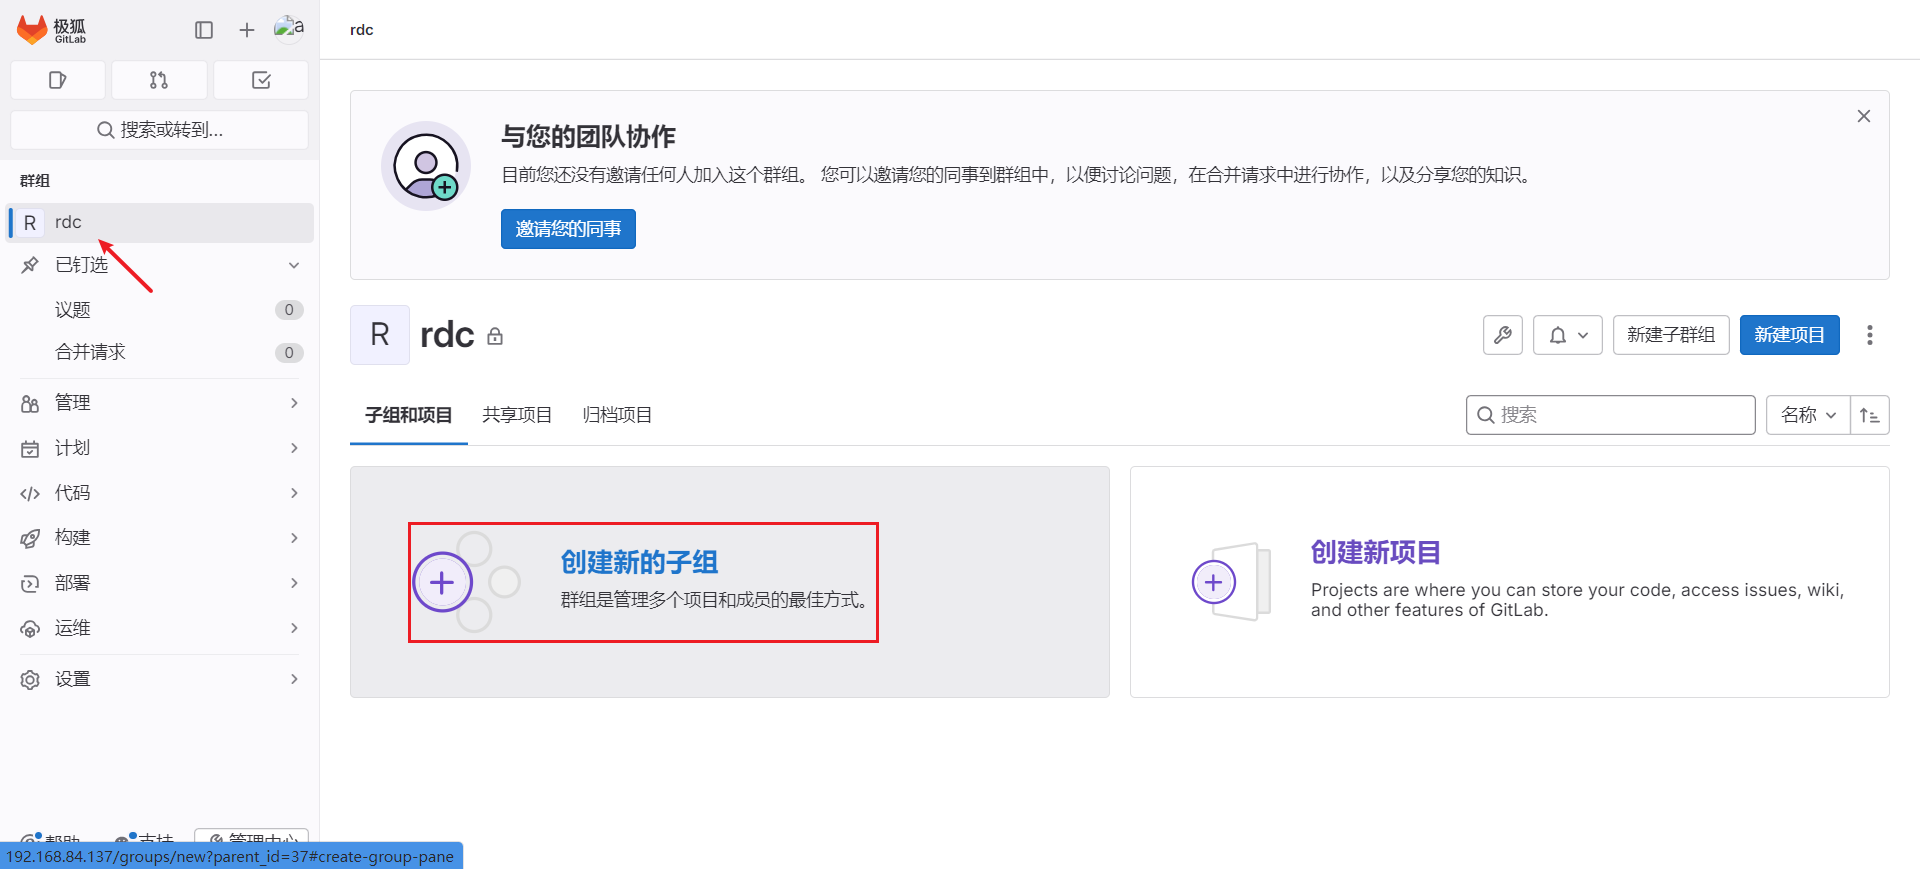 极狐
GitLab
a
rdc
搜索或转到...
群组
R rdc
已钉选
议题 0
合并请求 0
管理
计划
代码
构建
部署
运维
设置
帮助 支持 管理中心
192.168.84.137/groups/new?parent_id=37#create-group-pane
与您的团队协作
目前您还没有邀请任何人加入这个群组。 您可以邀请您的同事到群组中，以便讨论问题，在合并请求中进行协作，以及分享您的知识。
邀请您的同事
R rdc
新建子群组 新建项目
子组和项目 共享项目 归档项目
搜索 名称
创建新的子组
群组是管理多个项目和成员的最佳方式。
创建新项目
Projects are where you can store your code, access issues, wiki,
and other features of GitLab.